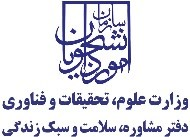 سازمان امور دانشجویان
وزارت علوم، تحقیقات و فناوری
دفتر مشاوره، سلامت و سبک زندگی